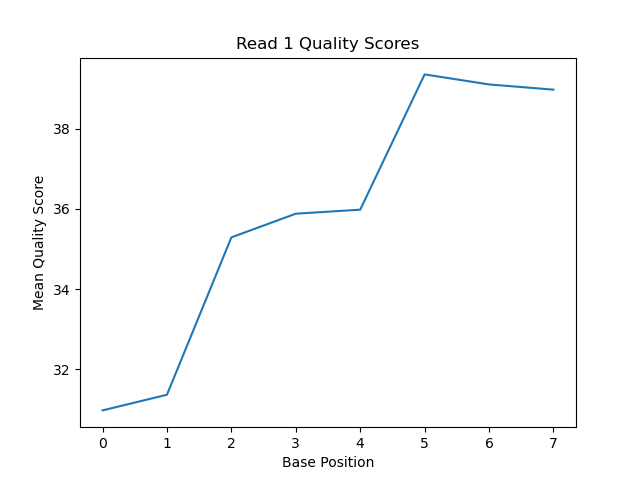 Read 1 Quality Scores
38
36
34
32
Mean Quality Score
0 1 2 3 4 5 6 7
Base Position